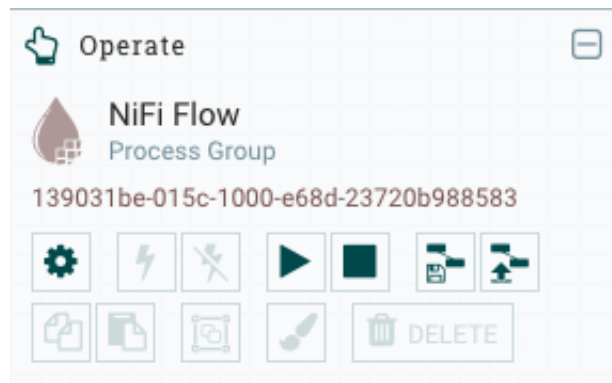 Operate
NiFi Flow
Process Group
139031be-015c-1000-e68d-23720b988583
DELETE